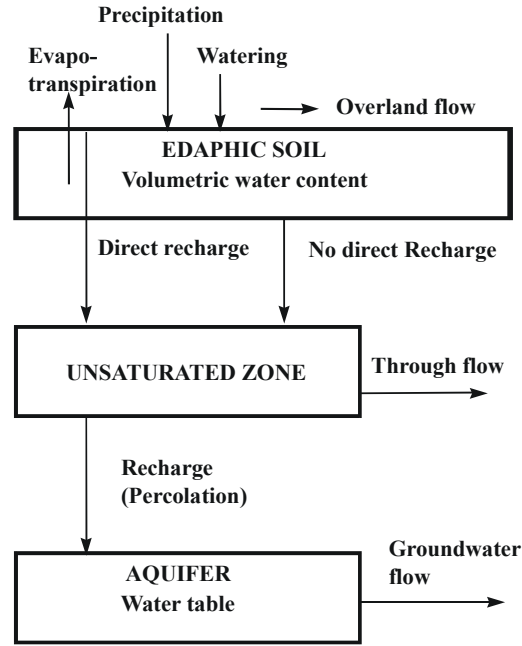 Precipitation
Evapo-
transpiration
Watering
Overland flow
EDAPHIC SOIL
Volumetric water content
Direct recharge
No direct Recharge
UNSATURATED ZONE
Through flow
Recharge
(Percolation)
Groundwater
flow
AQUIFER
Water table